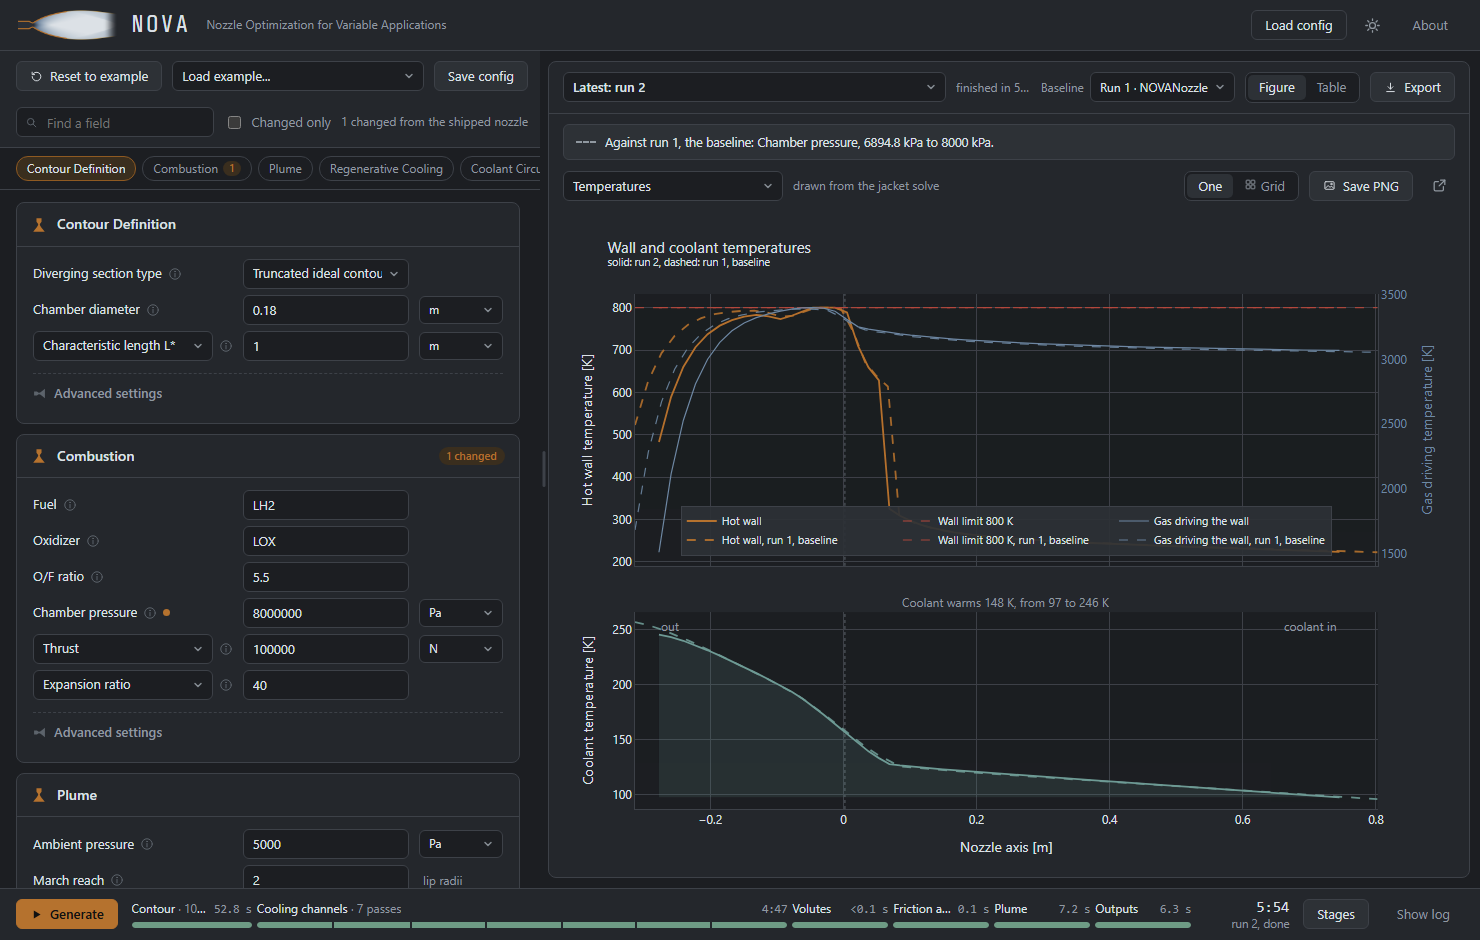 NOVA
Nozzle Optimization for Variable Applications
Load config
About
Reset to example
Load example...
Save config
Find a field
Changed only
1 changed from the shipped nozzle
Contour Definition
Combustion 1
Plume
Regenerative Cooling
Coolant Circu
Contour Definition
Diverging section type
Truncated ideal contou
Chamber diameter
0.18
m
Characteristic length L*
1
m
Advanced settings
Combustion
1 changed
Fuel
LH2
Oxidizer
LOX
O/F ratio
5.5
Chamber pressure
8000000
Pa
Thrust
100000
N
Expansion ratio
40
Advanced settings
Plume
Ambient pressure
5000
Pa
March reach
2
lip radii
Latest: run 2
finished in 5...
Baseline
Run 1 · NOVANozzle
Figure
Table
Export
Against run 1, the baseline: Chamber pressure, 6894.8 kPa to 8000 kPa.
Temperatures
drawn from the jacket solve
One
Grid
Save PNG
Wall and coolant temperatures
solid: run 2, dashed: run 1, baseline
Hot wall temperature [K]
800
700
600
500
400
300
200
3500
3000
2500
2000
1500
Gas driving temperature [K]
Hot wall
Wall limit 800 K
Gas driving the wall
Hot wall, run 1, baseline
Wall limit 800 K, run 1, baseline
Gas driving the wall, run 1, baseline
Coolant warms 148 K, from 97 to 246 K
out
coolant in
Coolant temperature [K]
250
200
150
100
−0.2
0
0.2
0.4
0.6
0.8
Nozzle axis [m]
Generate
Contour · 10... 52.8 s
Cooling channels · 7 passes 4:47
Volutes <0.1 s
Friction a... 0.1 s
Plume 7.2 s
Outputs 6.3 s
5:54
run 2, done
Stages
Show log